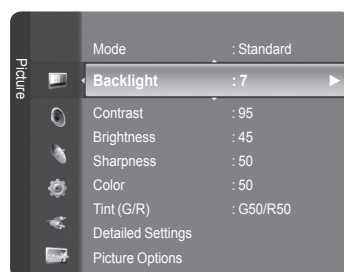 Picture
Mode : Standard
Backlight : 7
Contrast : 95
Brightness : 45
Sharpness : 50
Color : 50
Tint (G/R) : G50/R50
Detailed Settings
Picture Options